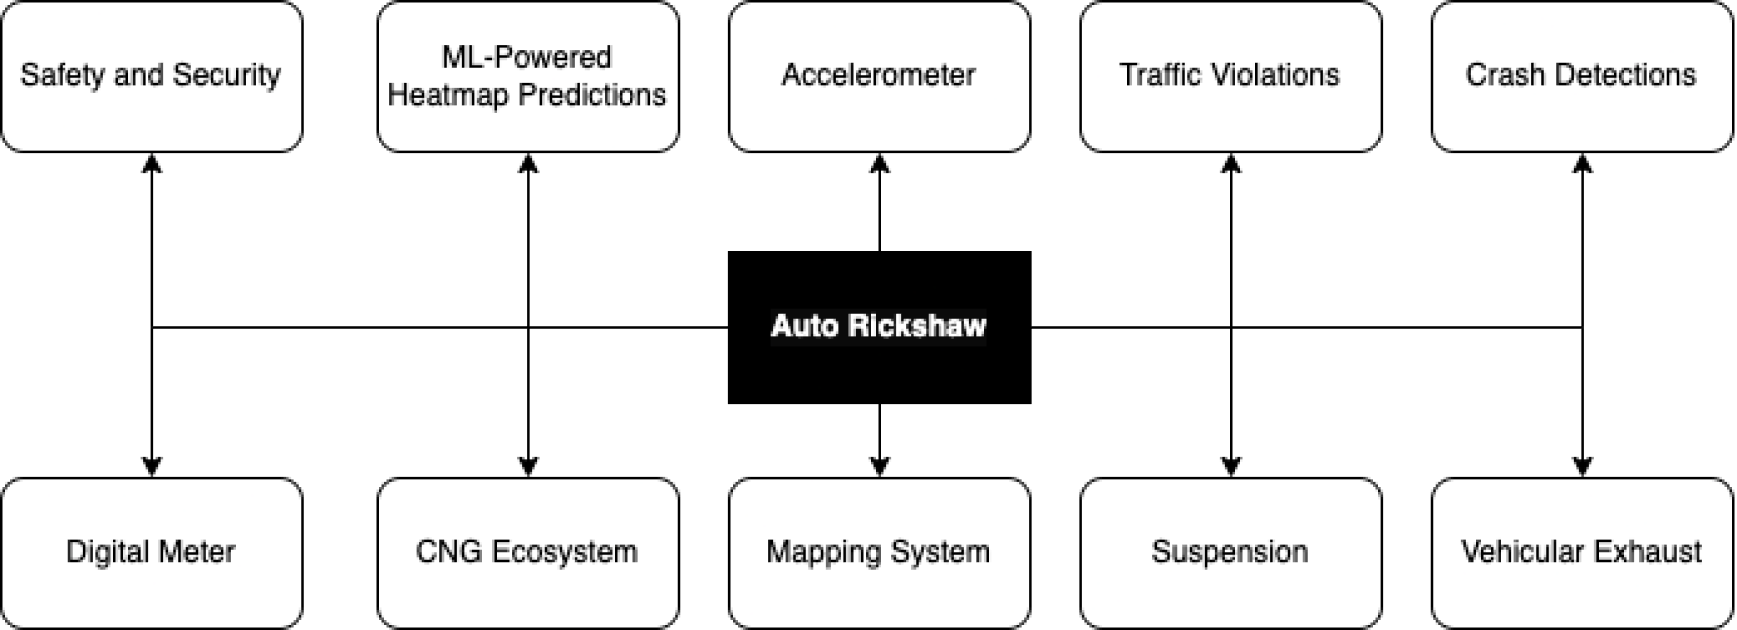 Safety and Security
ML-Powered
Heatmap Predictions
Accelerometer
Traffic Violations
Crash Detections
Auto Rickshaw
Digital Meter
CNG Ecosystem
Mapping System
Suspension
Vehicular Exhaust